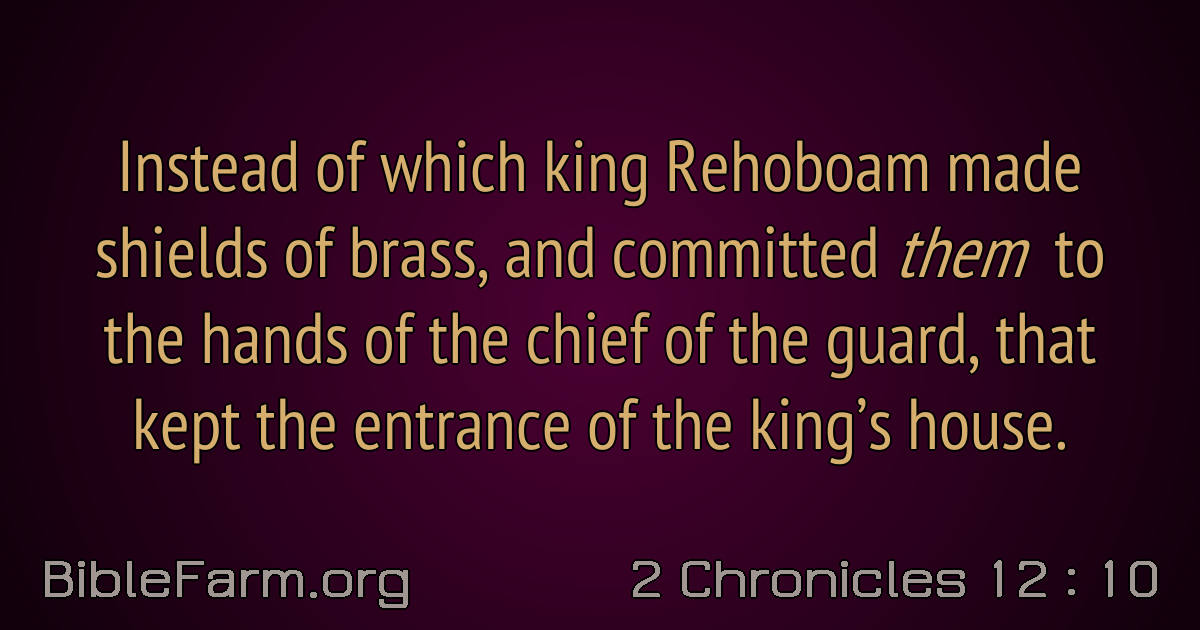 Instead of which king Rehoboam made
shields of brass, and committed them to
the hands of the chief of the guard, that
kept the entrance of the king’s house.
BibleFarm.org
2 Chronicles 12 : 10